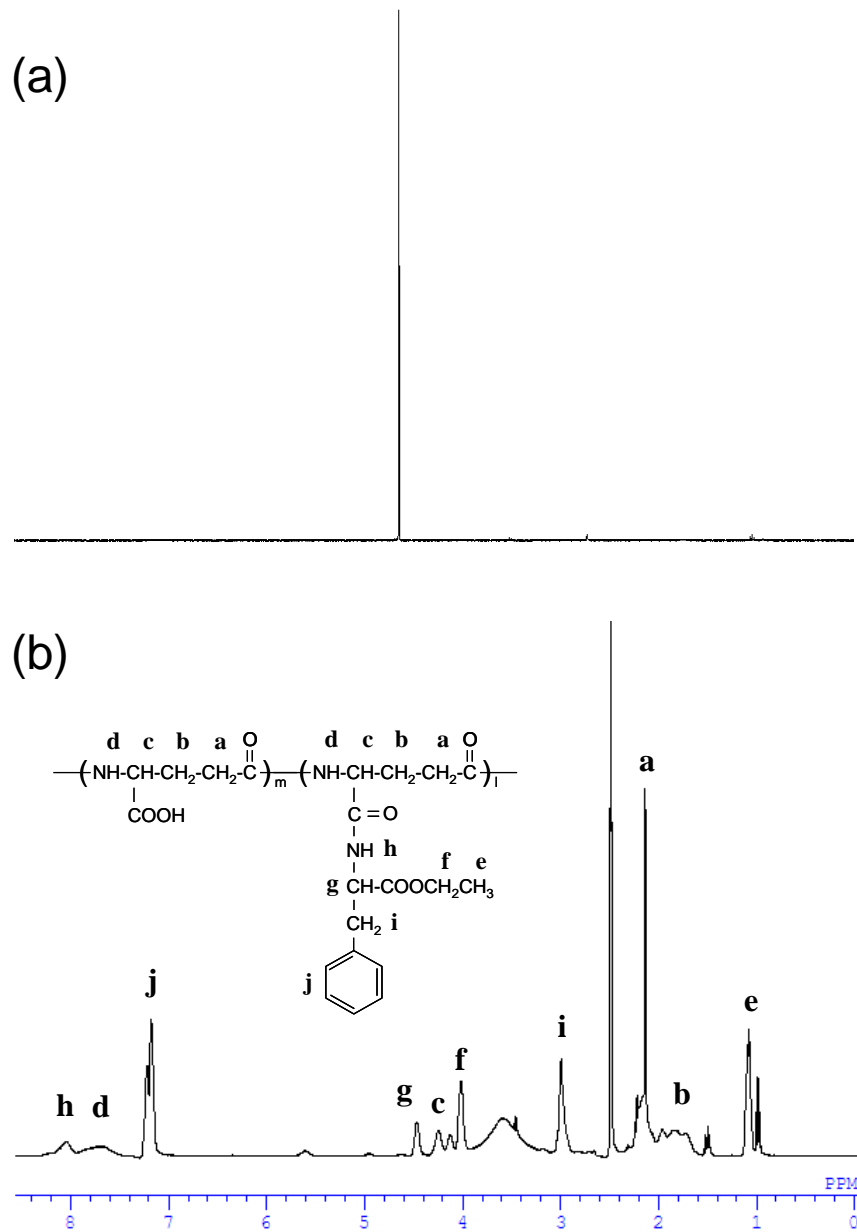 (a)
(b)
d c b a O d c b a O
( NH-CH-CH2-CH2-C )m ( NH-CH-CH2-CH2-C )l
COOH C=O
NH h
f e
g CH-COOCH2CH3
CH2 i
j
a
j
e
i
f
b
g
h d c
PPM
8 7 6 5 4 3 2 1 0